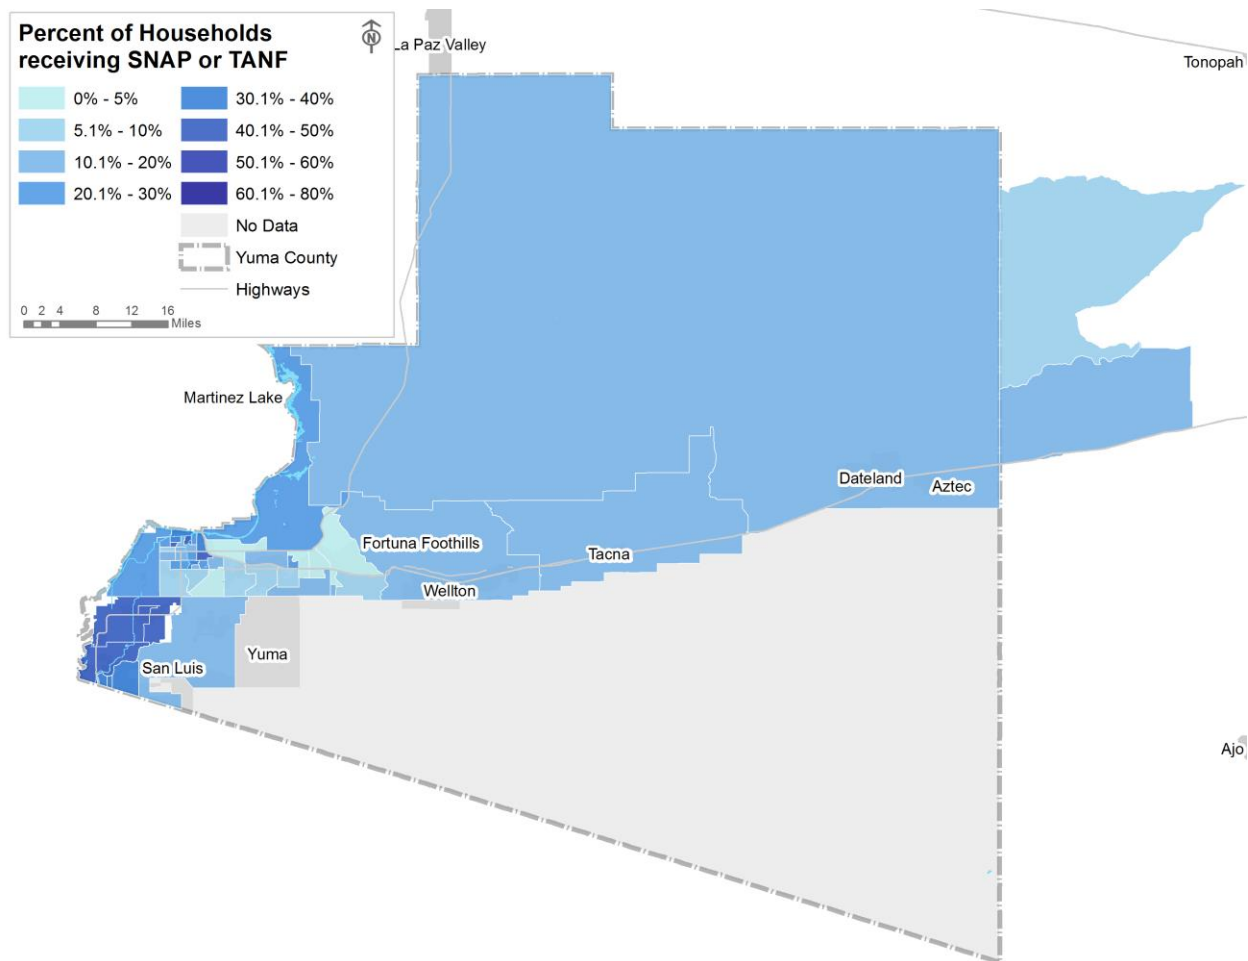 Percent of Households
receiving SNAP or TANF
N
0% - 5%
5.1% - 10%
10.1% - 20%
20.1% - 30%
30.1% - 40%
40.1% - 50%
50.1% - 60%
60.1% - 80%
No Data
Yuma County
Highways
0 2 4 8 12 16
Miles
La Paz Valley
Tonopah
Martinez Lake
Dateland
Aztec
Fortuna Foothills
Tacna
Wellton
Yuma
San Luis
Ajo